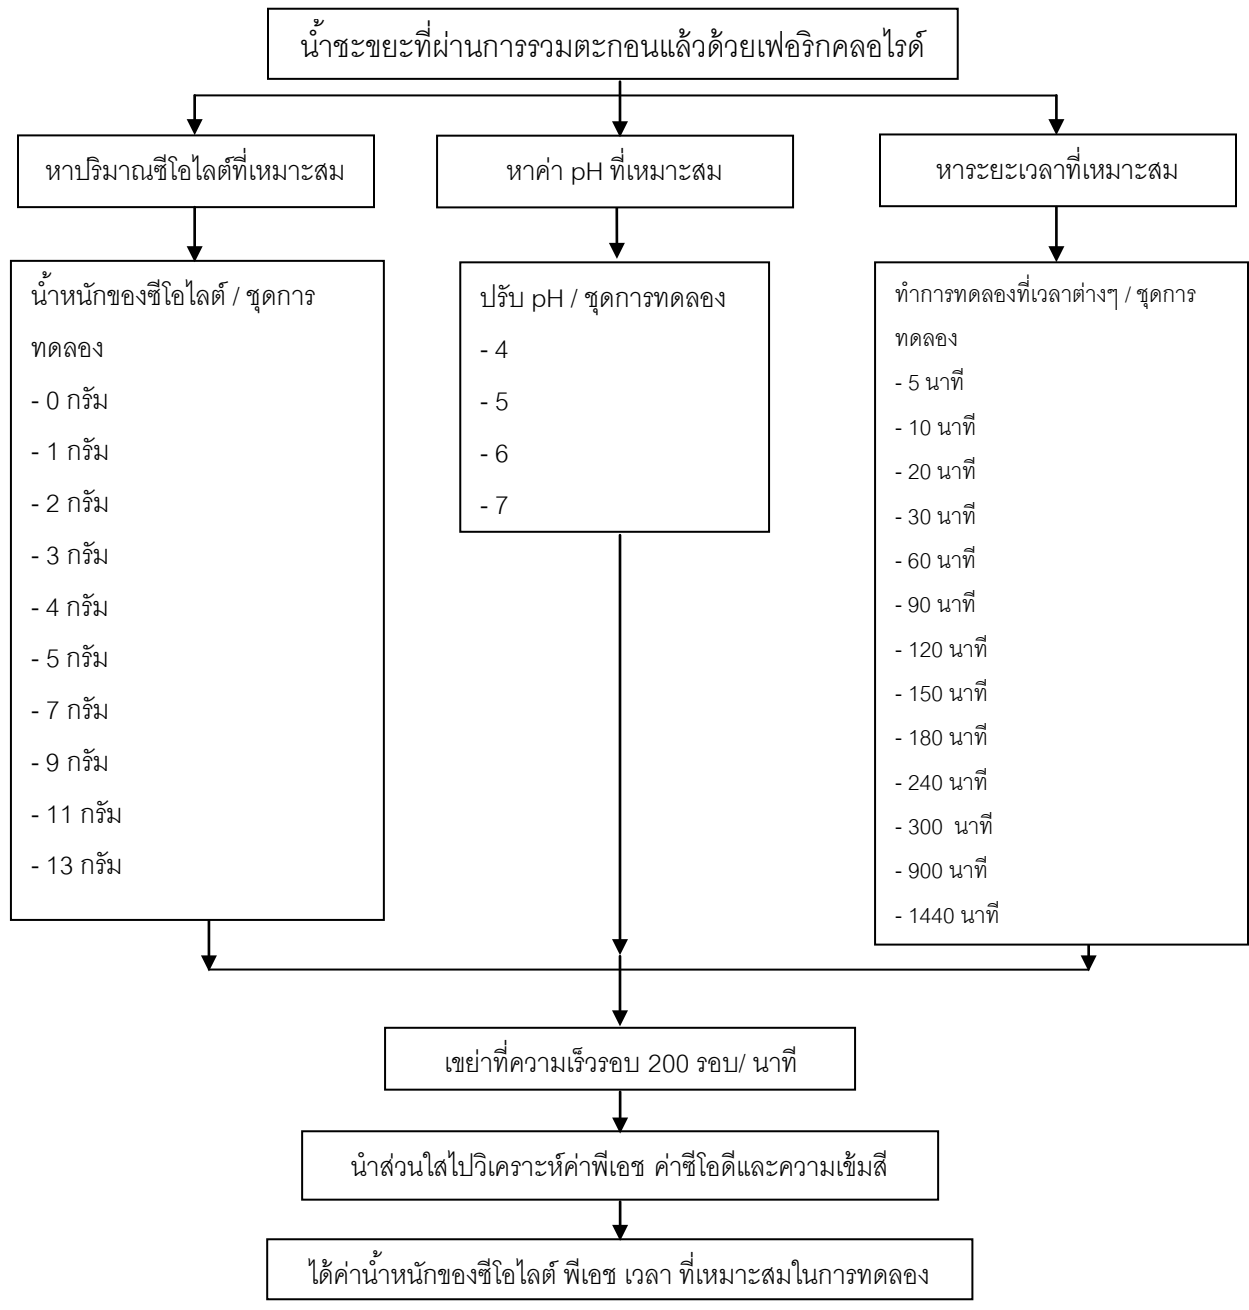 น้ำชะขยะที่ผ่านการรวมตะกอนแล้วด้วยเฟอริกคลอไรด์
หาปริมาณซีโอไลต์ที่เหมาะสม
หาค่า pH ที่เหมาะสม
หาระยะเวลาที่เหมาะสม
น้ำหนักของซีโอไลต์ / ชุดการ
ทดลอง
- 0 กรัม
- 1 กรัม
- 2 กรัม
- 3 กรัม
- 4 กรัม
- 5 กรัม
- 7 กรัม
- 9 กรัม
- 11 กรัม
- 13 กรัม
ปรับ pH / ชุดการทดลอง
- 4
- 5
- 6
- 7
ทำการทดลองที่เวลาต่างๆ / ชุดการ
ทดลอง
- 5 นาที
- 10 นาที
- 20 นาที
- 30 นาที
- 60 นาที
- 90 นาที
- 120 นาที
- 150 นาที
- 180 นาที
- 240 นาที
- 300 นาที
- 900 นาที
- 1440 นาที
เขย่าที่ความเร็วรอบ 200 รอบ/ นาที
นำส่วนใสไปวิเคราะห์ค่าพีเอช ค่าซีโอดีและความเข้มสี
ได้ค่าน้ำหนักของซีโอไลต์ พีเอช เวลา ที่เหมาะสมในการทดลอง